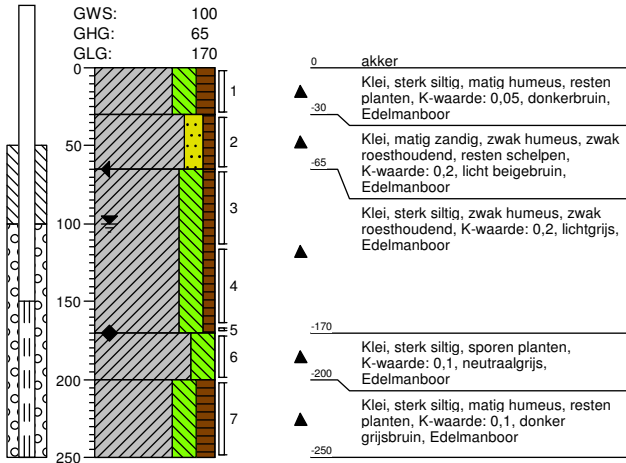 GWS: 100
GHG: 65
GLG: 170
0
50
100
150
200
250
1
2
3
4
5
6
7
0 akker
Klei, sterk siltig, matig humeus, resten
planten, K-waarde: 0,05, donkerbruin,
Edelmanboor
-30
Klei, matig zandig, zwak humeus, zwak
roesthoudend, resten schelpen,
K-waarde: 0,2, licht beigebruin,
Edelmanboor
-65
Klei, sterk siltig, zwak humeus, zwak
roesthoudend, K-waarde: 0,2, lichtgrijs,
Edelmanboor
-170
Klei, sterk siltig, sporen planten,
K-waarde: 0,1, neutraalgrijs,
Edelmanboor
-200
Klei, sterk siltig, matig humeus, resten
planten, K-waarde: 0,1, donker
grijsbruin, Edelmanboor
-250